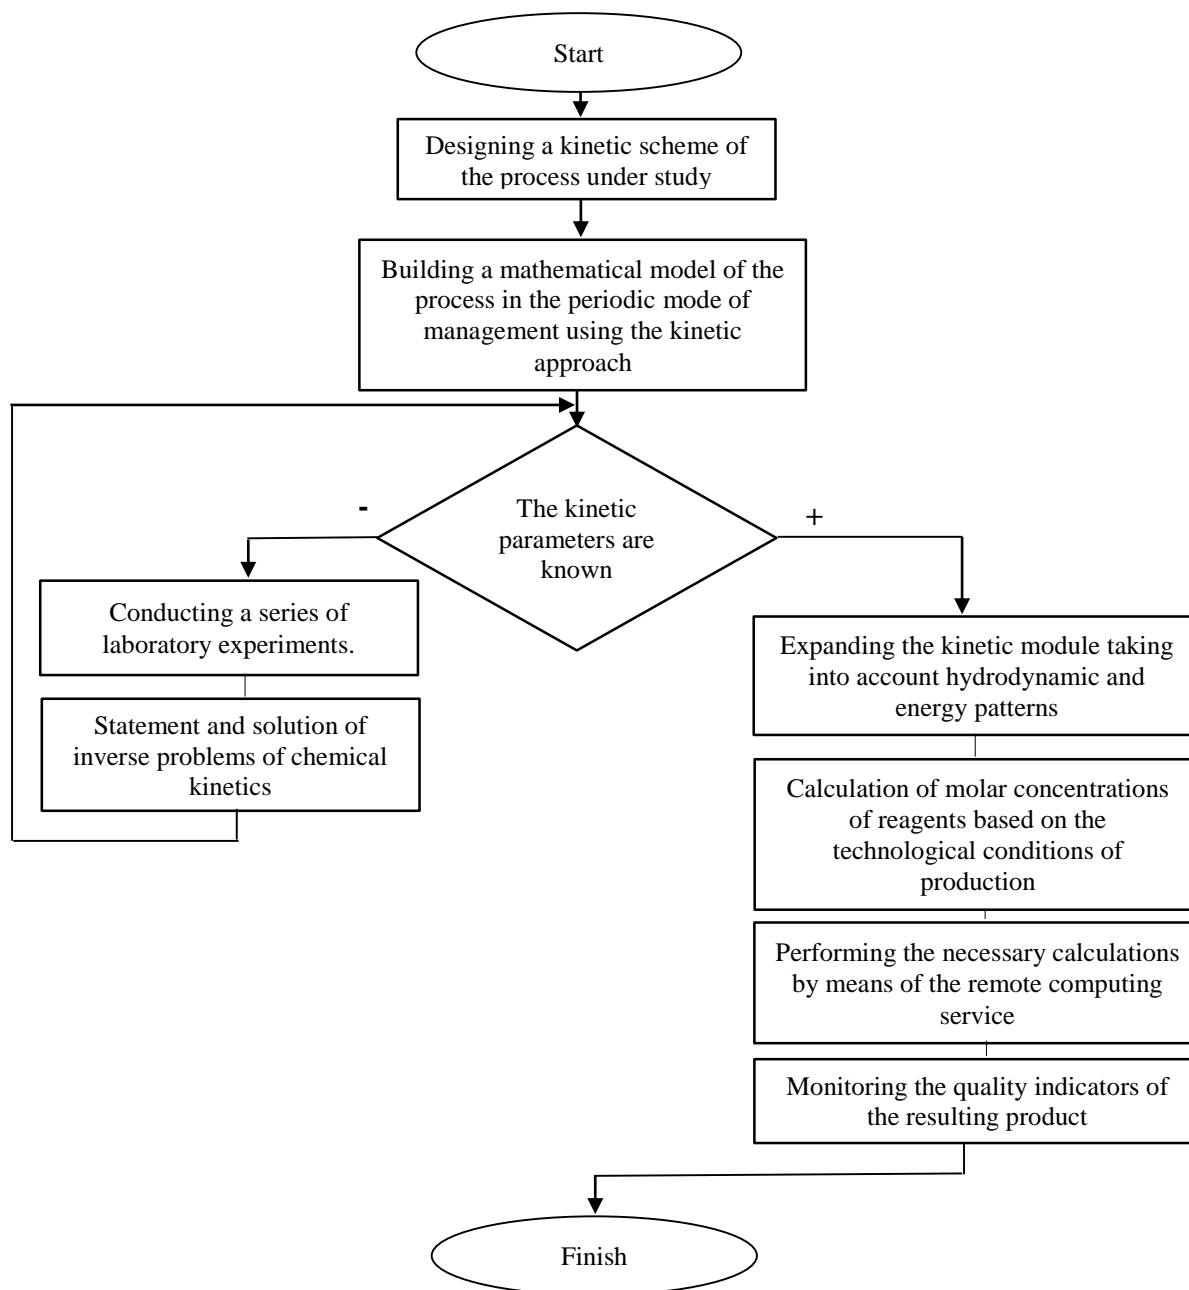 Start
Designing a kinetic scheme of
the process under study
Building a mathematical model of the
process in the periodic mode of
management using the kinetic
approach
-
+
The kinetic
parameters are
known
Conducting a series of
laboratory experiments.
Statement and solution of
inverse problems of chemical
kinetics
Expanding the kinetic module taking
into account hydrodynamic and
energy patterns
Calculation of molar concentrations
of reagents based on the
technological conditions of
production
Performing the necessary calculations
by means of the remote computing
service
Monitoring the quality indicators of
the resulting product
Finish